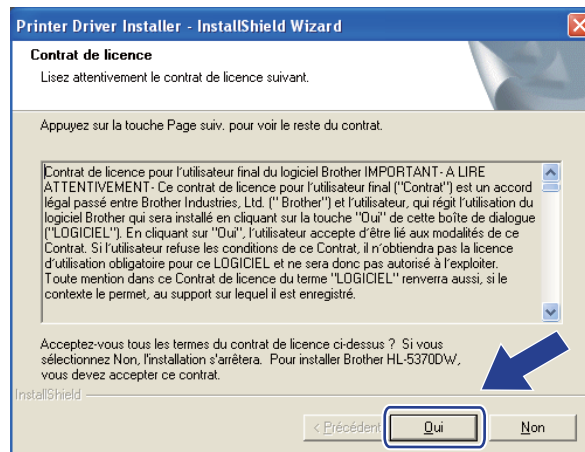 Printer Driver Installer - InstallShield Wizard
Contrat de licence
Lisez attentivement le contrat de licence suivant.
Appuyez sur la touche Page suiv. pour voir le reste du contrat.
Contrat de licence pour l'utilisateur final du logiciel Brother IMPORTANT- A LIRE
ATTENTIVEMENT- Ce contrat de licence pour l'utilisateur final ("Contrat") est un accord
légal passé entre Brother Industries, Ltd. (" Brother") et l'utilisateur, qui régit l'utilisation du
logiciel Brother qui sera installé en cliquant sur la touche "Oui" de cette boîte de dialogue
("LOGICIEL"). En cliquant sur "Oui", l'utilisateur accepte d'être lié aux modalités de ce
Contrat. Si l'utilisateur refuse les conditions de ce Contrat, il n'obtiendra pas la licence
d'utilisation obligatoire pour ce LOGICIEL et ne sera donc pas autorisé à l'exploiter.
Toute mention dans ce Contrat de licence du terme "LOGICIEL" renverra aussi, si le
contexte le permet, au support sur lequel il est enregistré.
Acceptez-vous tous les termes du contrat de licence ci-dessus ? Si vous
sélectionnez Non, l'installation s'arrêtera. Pour installer Brother HL-5370DW,
vous devez accepter ce contrat.
InstallShield
< Précédent
Oui
Non